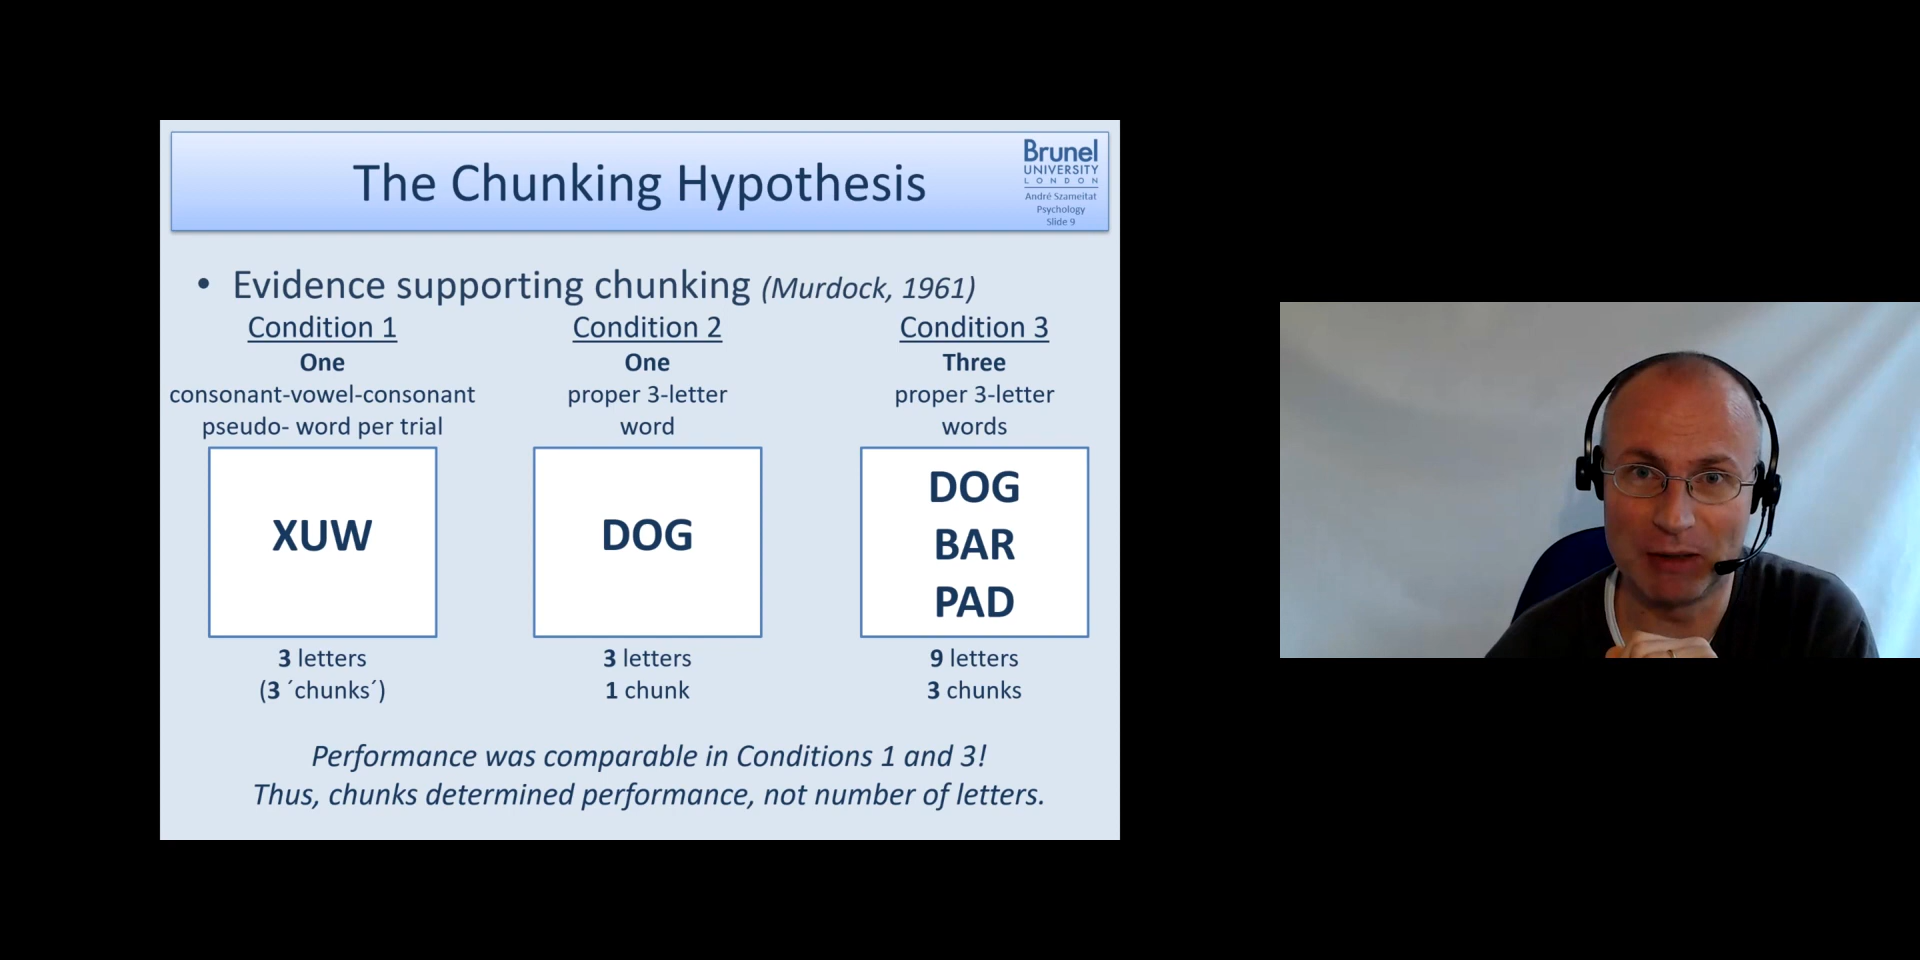 The Chunking Hypothesis
Brunel
UNIVERSITY
LONDON
André Szameitat
Psychology
Slide 9
• Evidence supporting chunking (Murdock, 1961)
Condition 1
One
consonant-vowel-consonant
pseudo- word per trial
XUW
3 letters
(3 ´chunks´)
Condition 2
One
proper 3-letter
word
DOG
3 letters
1 chunk
Condition 3
Three
proper 3-letter
words
DOG
BAR
PAD
9 letters
3 chunks
Performance was comparable in Conditions 1 and 3!
Thus, chunks determined performance, not number of letters.